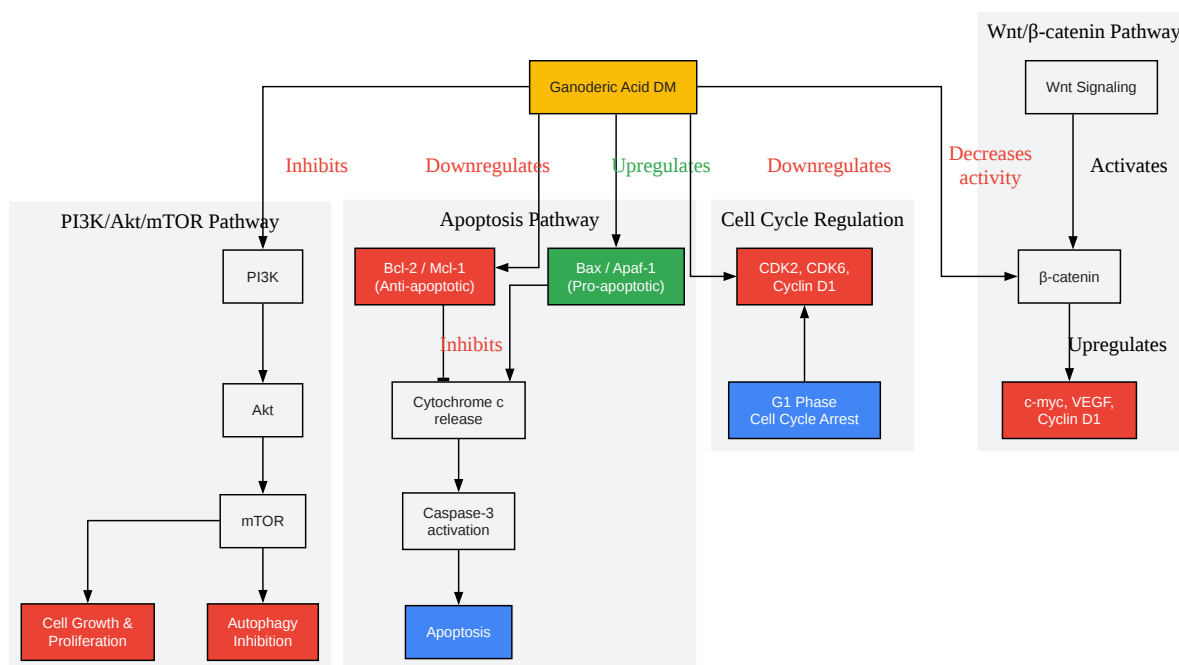 Wnt/β-catenin Pathway
Ganoderic Acid DM
Wnt Signaling
Inhibits
Downregulates
Upregulates
Downregulates
Decreases
activity
Activates
PI3K/Akt/mTOR Pathway
Apoptosis Pathway
Cell Cycle Regulation
PI3K
Bcl-2 / Mcl-1
(Anti-apoptotic)
Bax / Apaf-1
(Pro-apoptotic)
CDK2, CDK6,
Cyclin D1
β-catenin
Inhibits
Upregulates
Akt
Cytochrome c
release
G1 Phase
Cell Cycle Arrest
c-myc, VEGF,
Cyclin D1
mTOR
Caspase-3
activation
Cell Growth &
Proliferation
Autophagy
Inhibition
Apoptosis